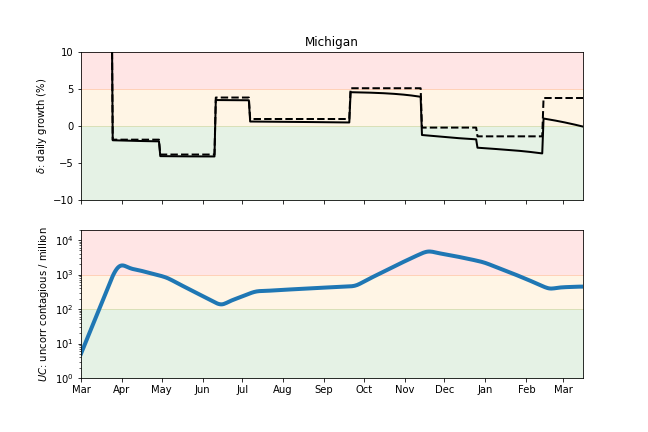 Michigan
10
5
0
−5
−10
δ: daily growth (%)
10⁴
10³
10²
10¹
10⁰
UC: uncorr contagious / million
Mar Apr May Jun Jul Aug Sep Oct Nov Dec Jan Feb Mar